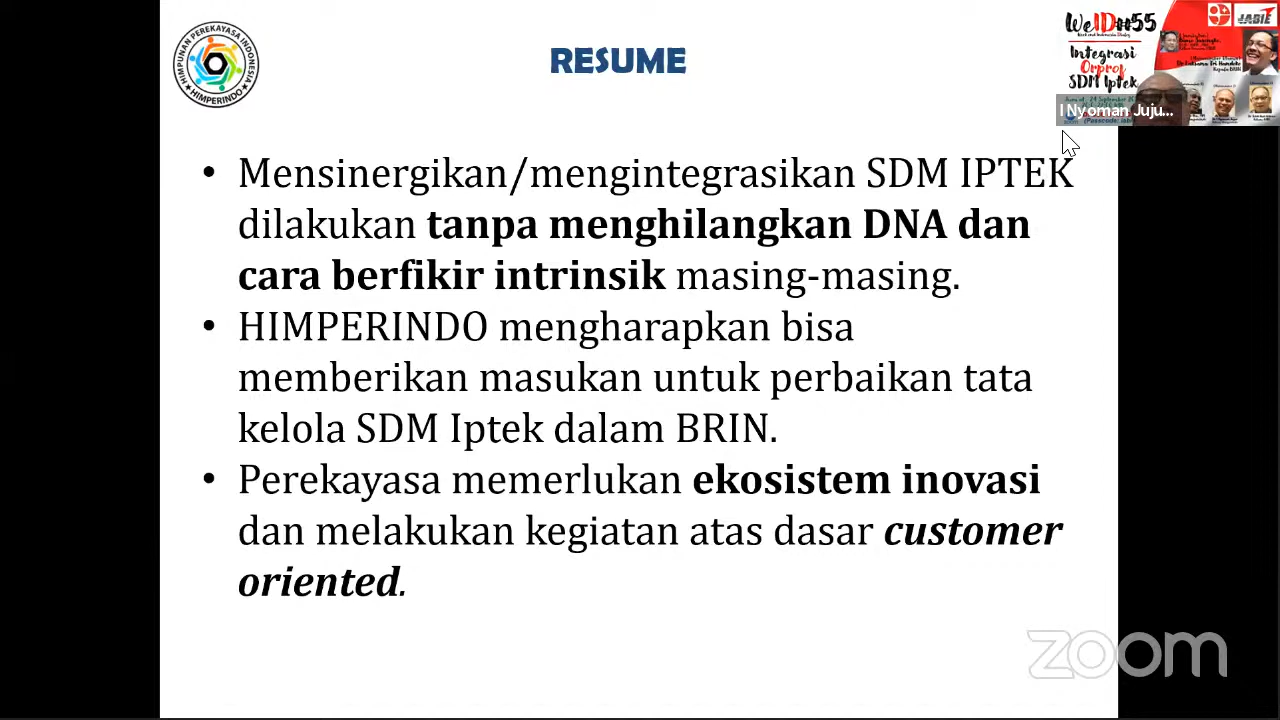 HIMPUNAN PEREKAYASA INDONESIA
HIMPERINDO
RESUME
WeID#55
Integrasi
Orprof
SDM Iptek
JABIE
I Nyoman Juju...
• Mensinergikan/mengintegrasikan SDM IPTEK
dilakukan tanpa menghilangkan DNA dan
cara berfikir intrinsik masing-masing.
• HIMPERINDO mengharapkan bisa
memberikan masukan untuk perbaikan tata
kelola SDM Iptek dalam BRIN.
• Perekayasa memerlukan ekosistem inovasi
dan melakukan kegiatan atas dasar customer
oriented.
zoom